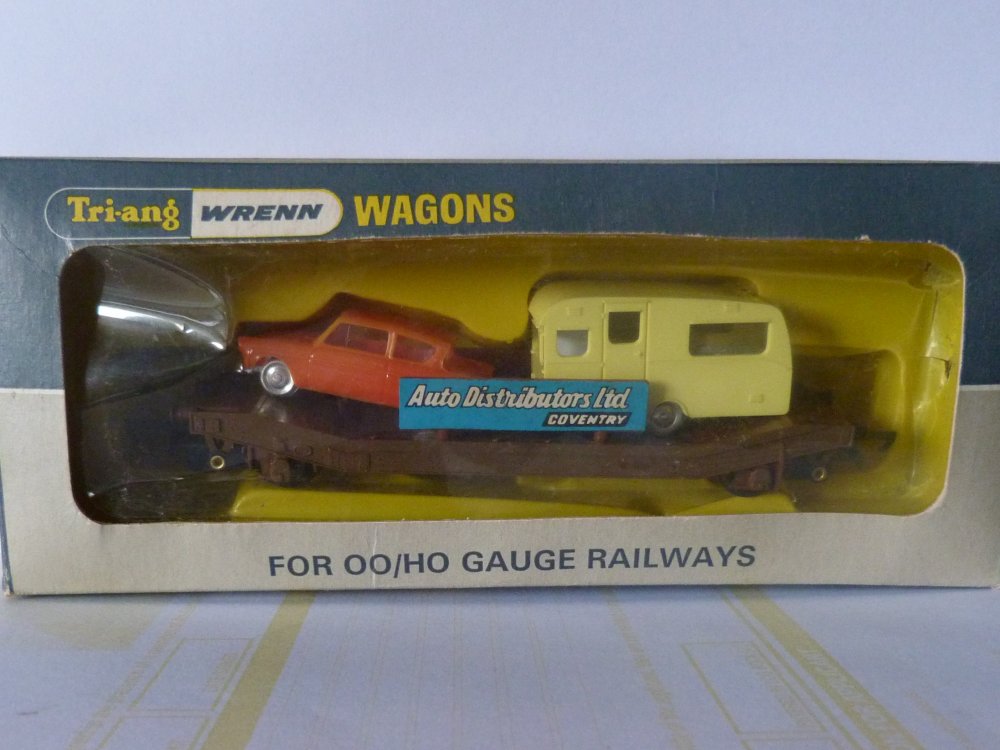 Tri-ang WRENN WAGONS
Auto Distributors Ltd
COVENTRY
FOR OO/HO GAUGE RAILWAYS